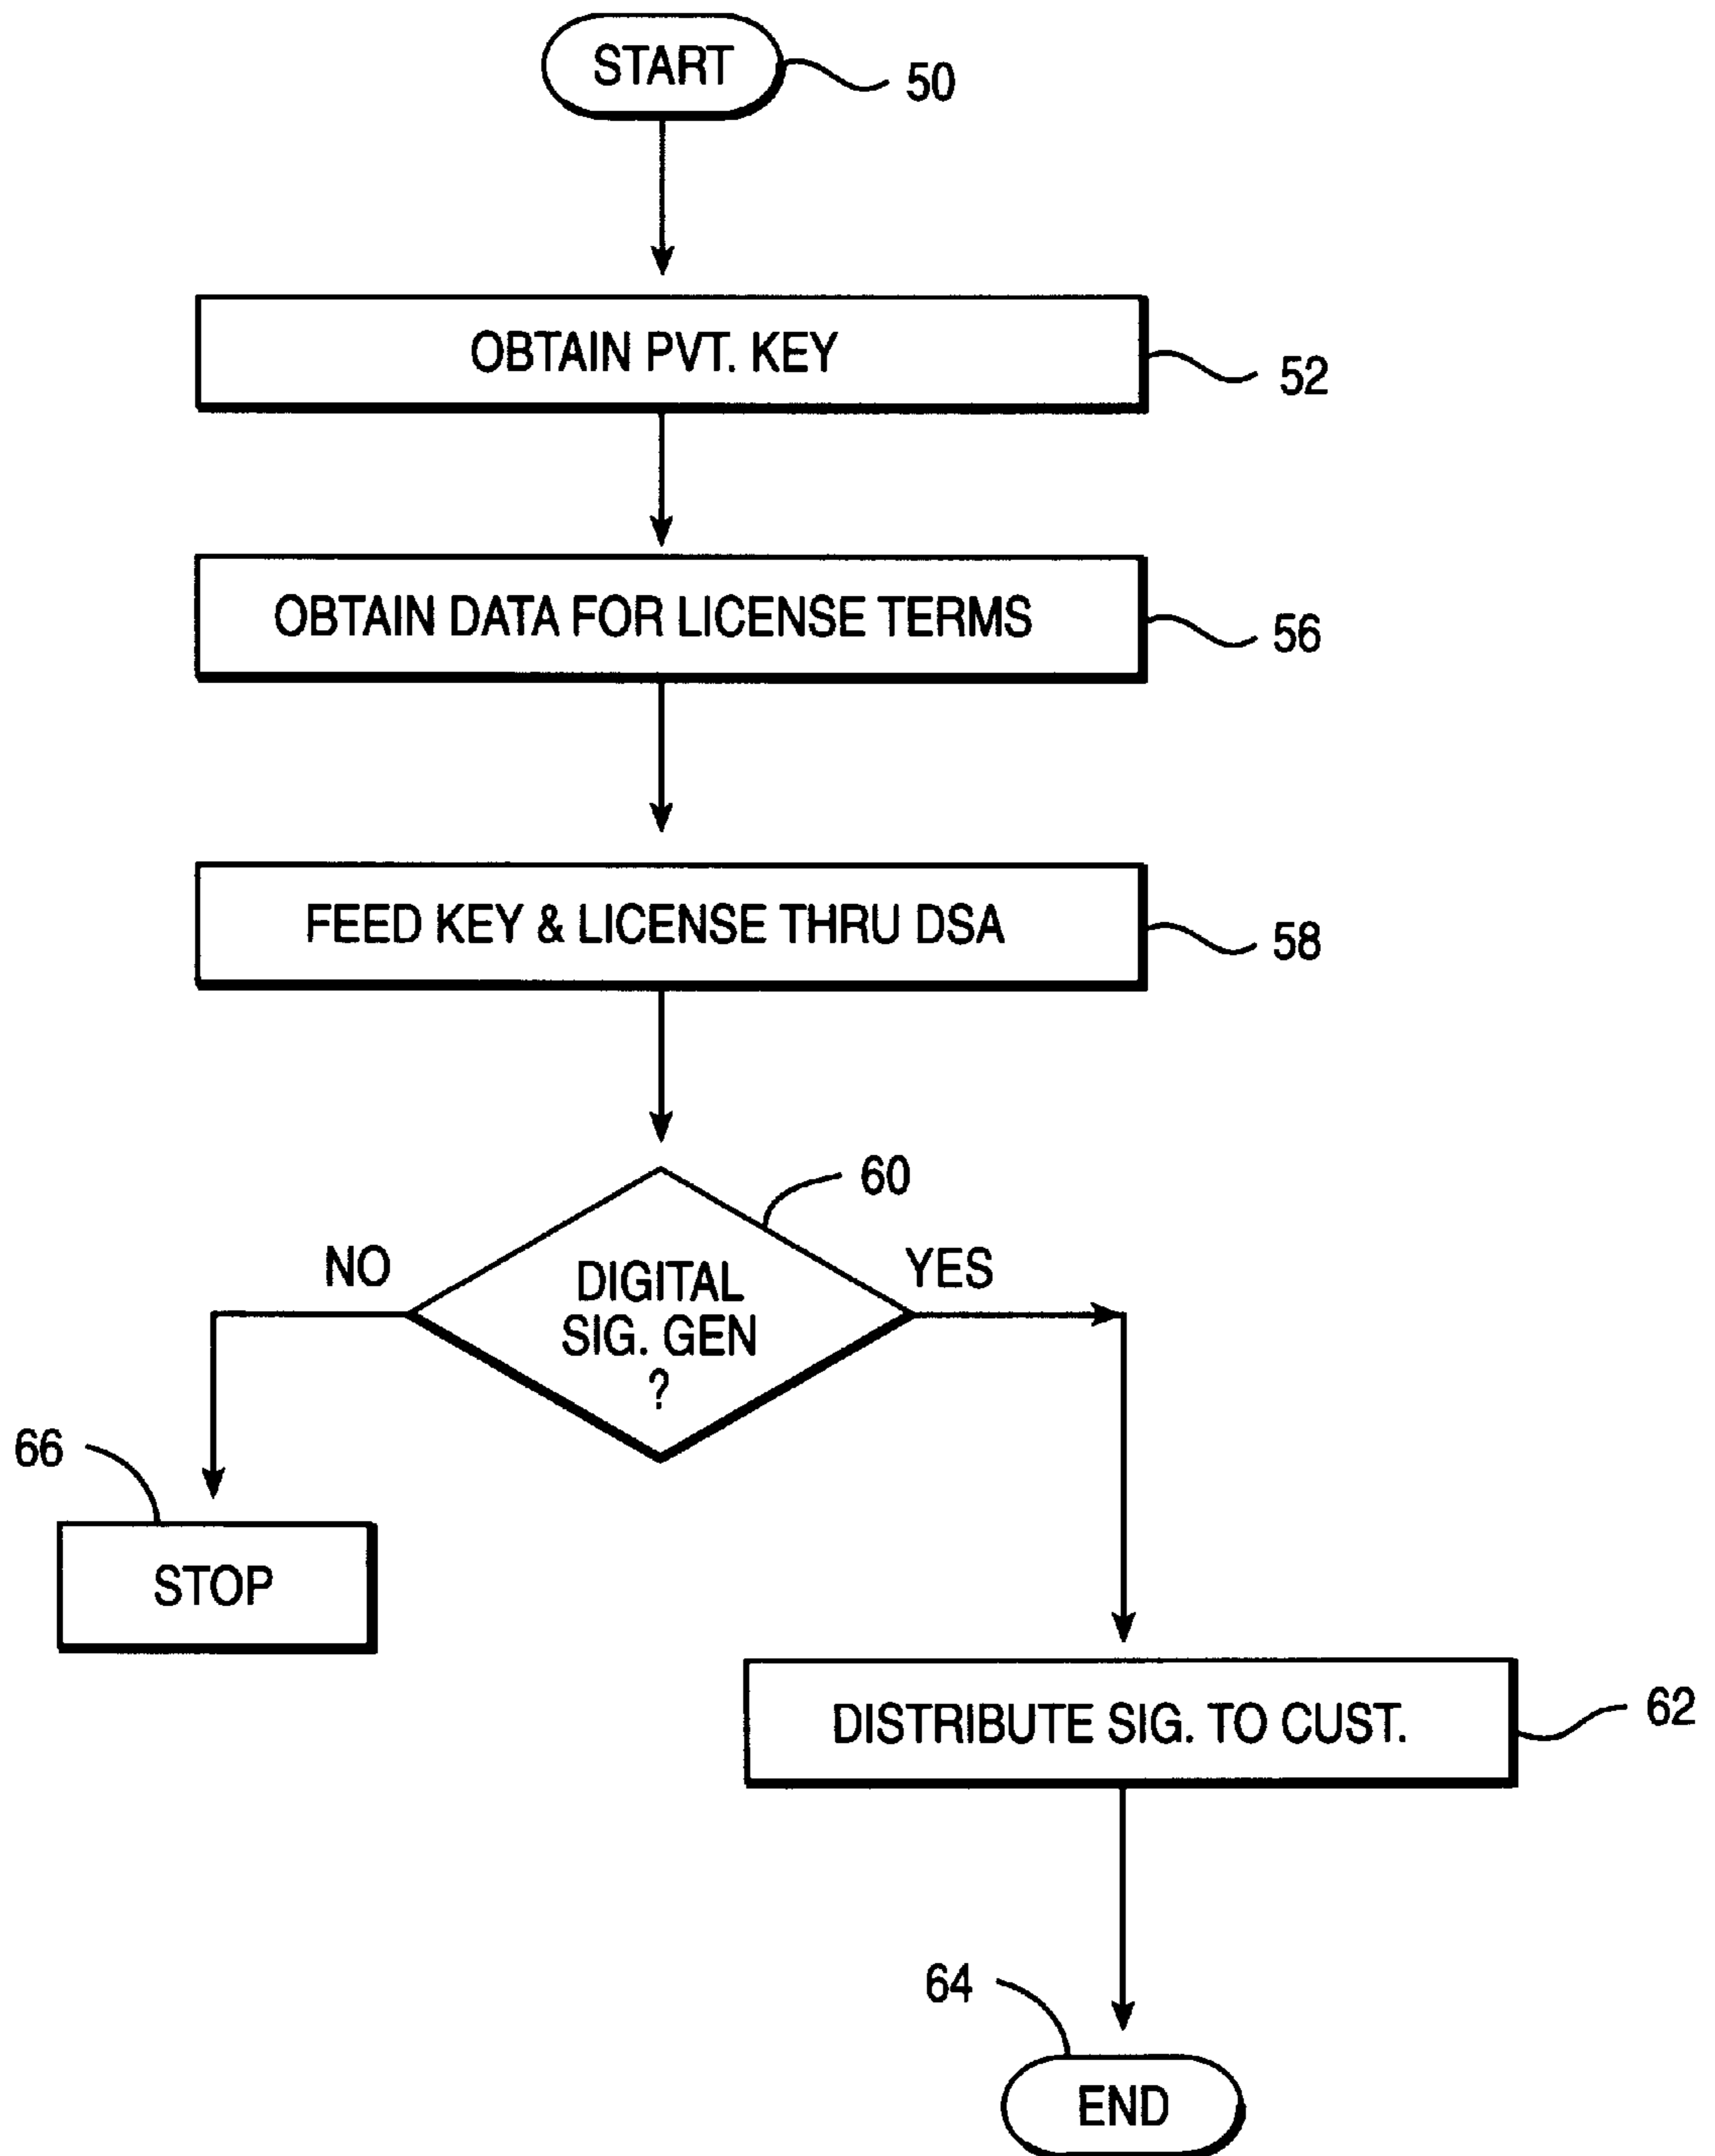 START
50
OBTAIN PVT. KEY
52
OBTAIN DATA FOR LICENSE TERMS
56
FEED KEY & LICENSE THRU DSA
58
60
NO
YES
DIGITAL
SIG. GEN
?
66
STOP
DISTRIBUTE SIG. TO CUST.
62
64
END